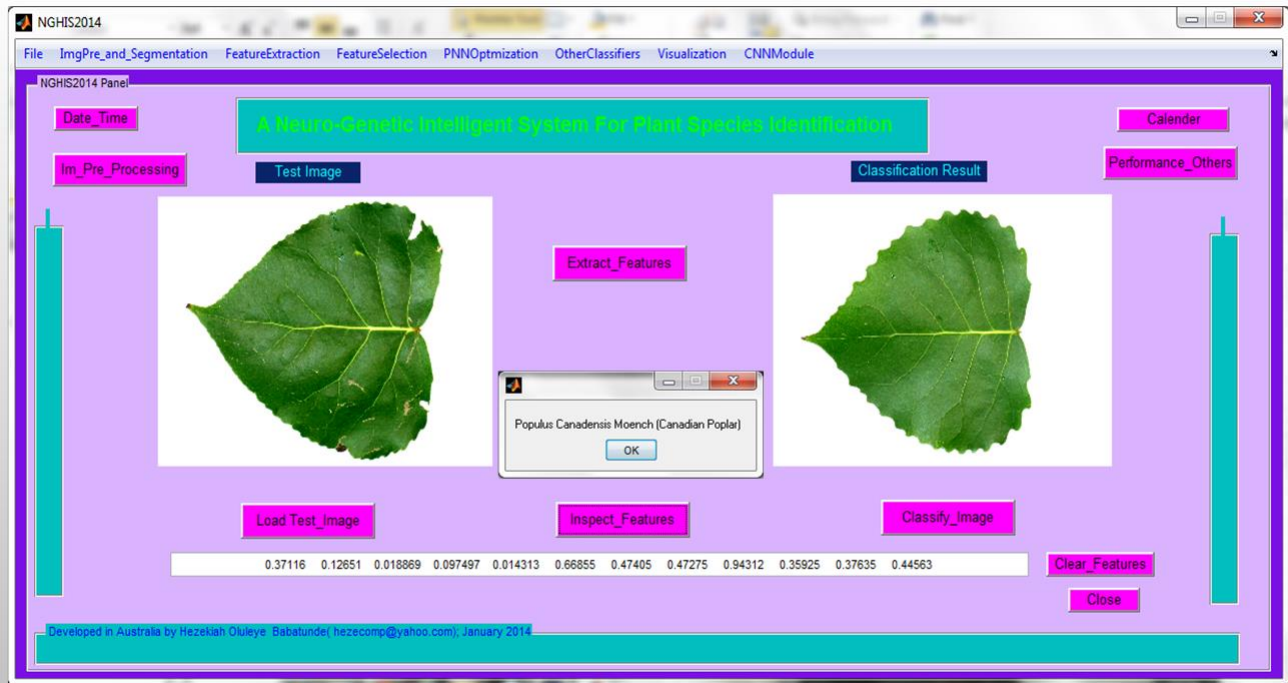 NGHIS2014
File ImgPre_and_Segmentation FeatureExtraction FeatureSelection PNNOptmization OtherClassifiers Visualization CNNModule
NGHIS2014 Panel
Date_Time
A Neuro-Genetic Intelligent System For Plant Species Identification
Calender
Im_Pre_Processing
Test Image
Classification Result
Performance_Others
Extract_Features
Populus Canadensis Moench (Canadian Poplar)
OK
Load Test_Image
Inspect_Features
Classify_Image
0.37116 0.12651 0.018869 0.097497 0.014313 0.66855 0.47405 0.47275 0.94312 0.35925 0.37635 0.44563
Clear_Features
Close
Developed in Australia by Hezekiah Oluleye Babatunde( hezecomp@yahoo.com); January 2014